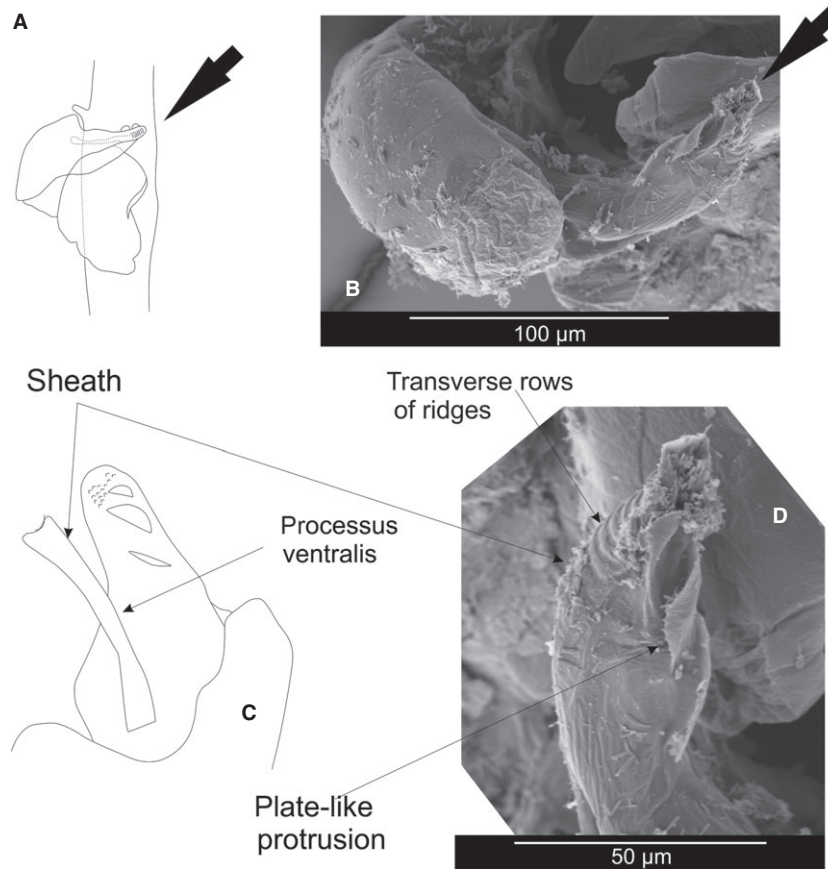 A
B
100 µm
Sheath
Transverse rows
of ridges
Processus
ventralis
C
D
Plate-like
protrusion
50 µm